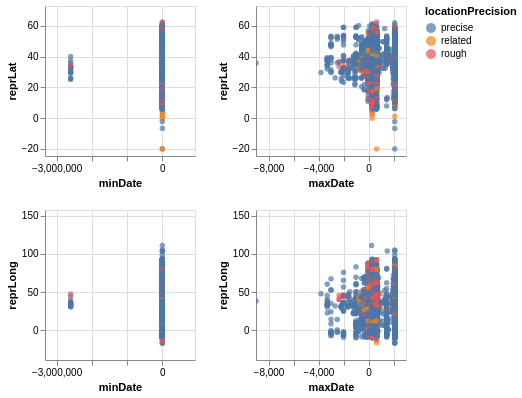 locationPrecision
precise
related
rough
60
40
20
0
−20
reprLat
−3,000,000
0
minDate
60
40
20
0
−20
reprLat
−8,000
−4,000
0
maxDate
150
100
50
0
reprLong
−3,000,000
0
minDate
150
100
50
0
reprLong
−8,000
−4,000
0
maxDate